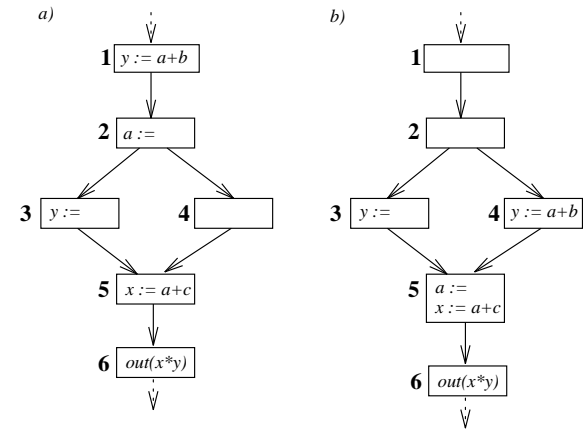 a)
1 y := a+b
2 a :=
3 y :=
4
5 x := a+c
6 out(x*y)
b)
1
2
3 y :=
4 y := a+b
5 a :=
x := a+c
6 out(x*y)